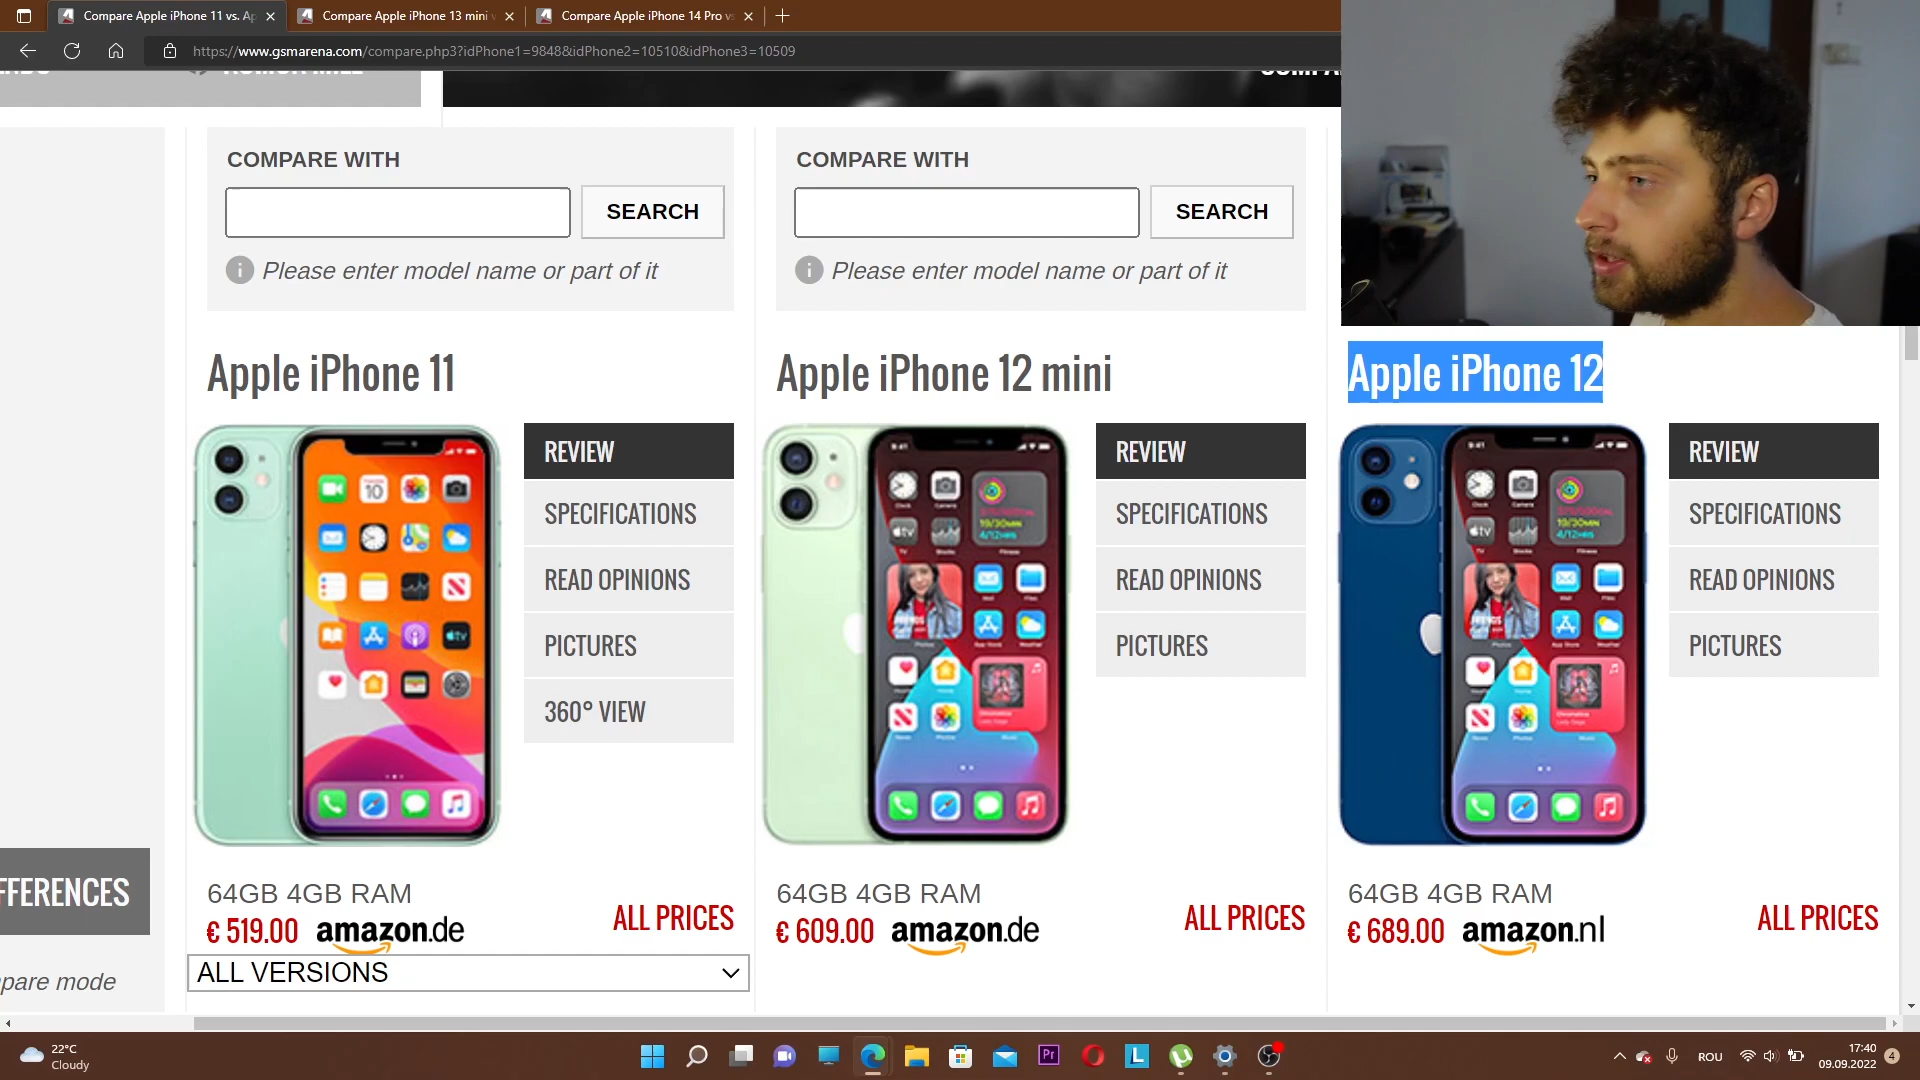 Compare Apple iPhone 11 vs. Ap
Compare Apple iPhone 13 mini v
Compare Apple iPhone 14 Pro vs
https://www.gsmarena.com/compare.php3?idPhone1=9848&idPhone2=10510&idPhone3=10509
COMPARE WITH
SEARCH
Please enter model name or part of it
COMPARE WITH
SEARCH
Please enter model name or part of it
Apple iPhone 11
REVIEW
SPECIFICATIONS
READ OPINIONS
PICTURES
360° VIEW
64GB 4GB RAM
€ 519.00 amazon.de
ALL PRICES
ALL VERSIONS
Apple iPhone 12 mini
REVIEW
SPECIFICATIONS
READ OPINIONS
PICTURES
64GB 4GB RAM
€ 609.00 amazon.de
ALL PRICES
Apple iPhone 12
REVIEW
SPECIFICATIONS
READ OPINIONS
PICTURES
64GB 4GB RAM
€ 689.00 amazon.nl
ALL PRICES
FFERENCES
pare mode
22°C
Cloudy
Pr
L
ROU
17:40
09.09.2022
4